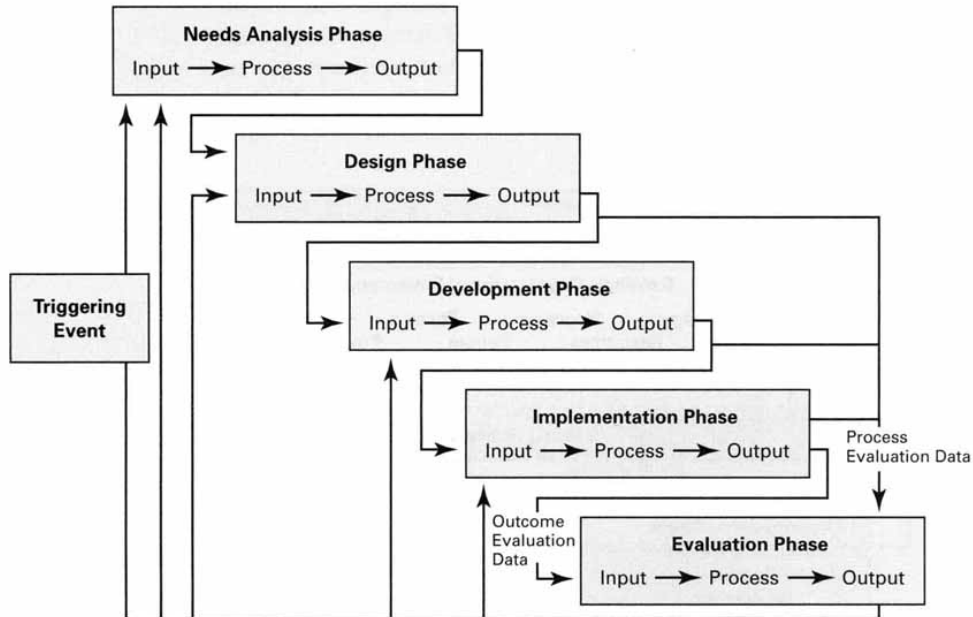 Needs Analysis Phase
Input Process Output
Design Phase
Input Process Output
Triggering
Event
Development Phase
Input Process Output
Implementation Phase
Input Process Output
Process
Evaluation Data
Outcome
Evaluation
Data
Evaluation Phase
Input Process Output